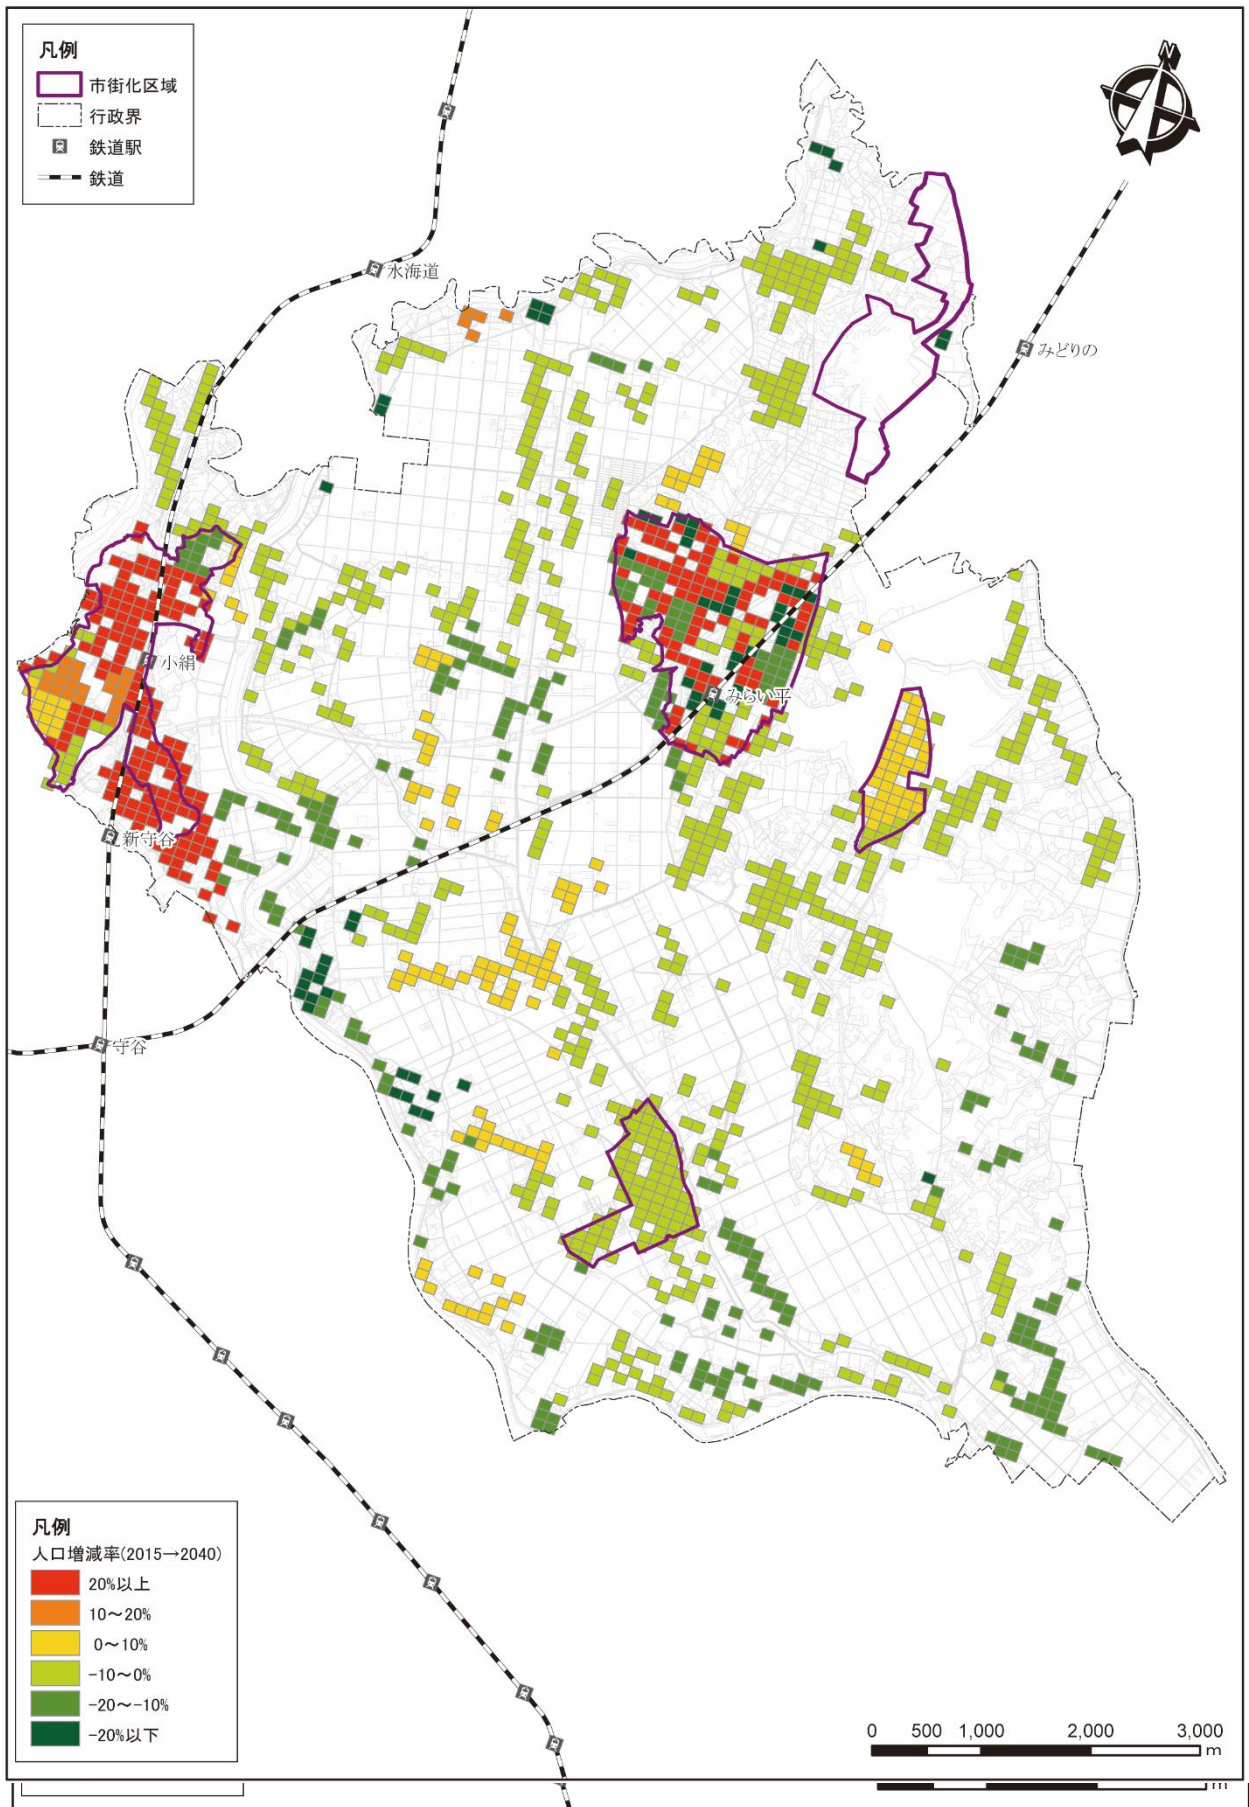 凡例
市街化区域
行政界
鉄道駅
鉄道
N
水海道
みどりの
小絹
みらい平
新守谷
守谷
凡例
人口増減率(2015→2040)
20%以上
10～20%
0～10%
-10～0%
-20～-10%
-20%以下
0 500 1,000 2,000 3,000
m
m